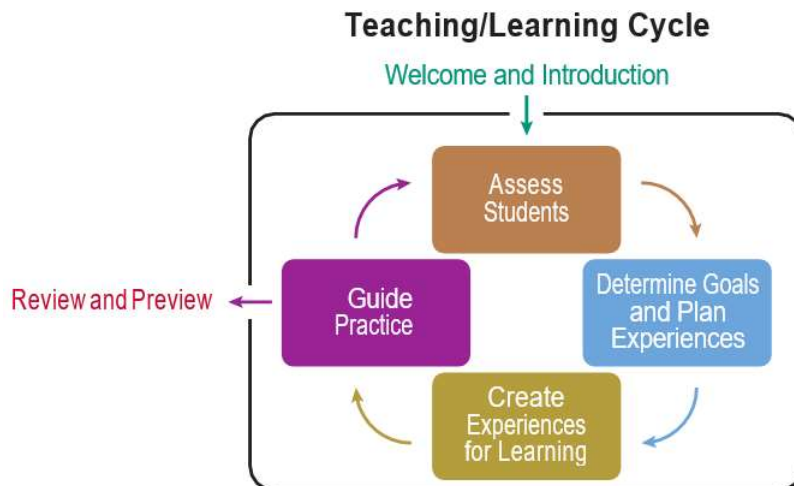 Teaching/Learning Cycle
Welcome and Introduction
Assess
Students
Determine Goals
and Plan
Experiences
Create
Experiences
for Learning
Guide
Practice
Review and Preview